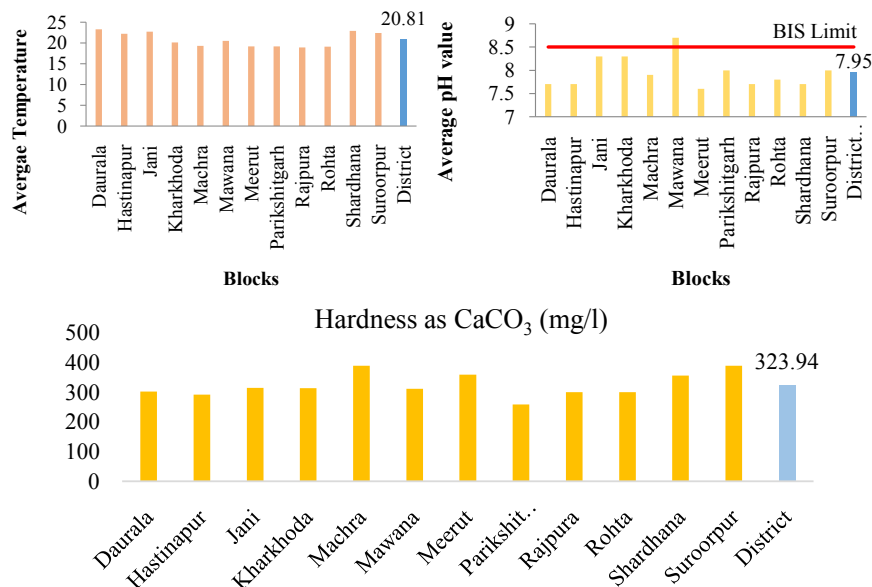 Avergae Temperature
25
20
15
10
5
0
20.81
Daurala
Hastinapur
Jani
Kharkhoda
Machra
Mawana
Meerut
Parikshitgarh
Rajpura
Rohta
Shardhana
Suroorpur
District
Blocks
Average pH value
9
8.5
8
7.5
7
BIS Limit
7.95
Daurala
Hastinapur
Jani
Kharkhoda
Machra
Mawana
Meerut
Parikshitgarh
Rajpura
Rohta
Shardhana
Suroorpur
District..
Blocks
Hardness as CaCO₃ (mg/l)
500
400
300
200
100
0
323.94
Daurala
Hastinapur
Jani
Kharkhoda
Machra
Mawana
Meerut
Parikshit..
Rajpura
Rohta
Shardhana
Suroorpur
District